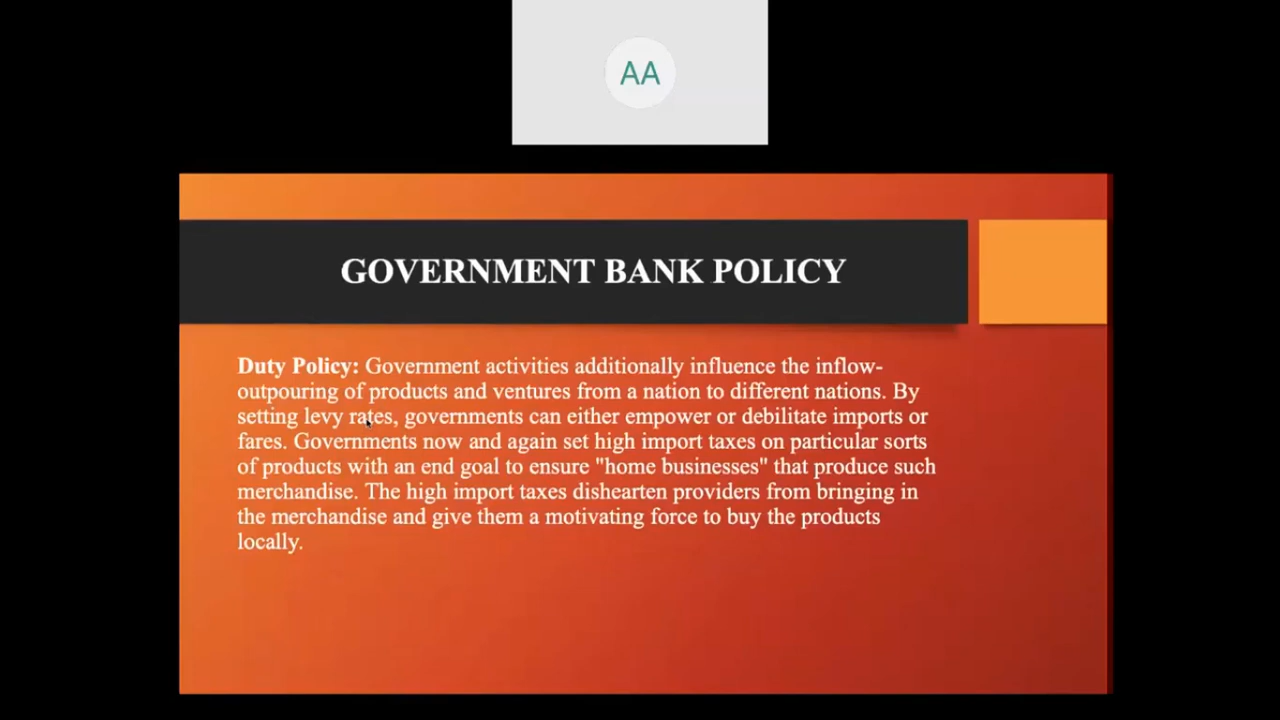 AA
GOVERNMENT BANK POLICY
Duty Policy: Government activities additionally influence the inflow-
outpouring of products and ventures from a nation to different nations. By
setting levy rates, governments can either empower or debilitate imports or
fares. Governments now and again set high import taxes on particular sorts
of products with an end goal to ensure "home businesses" that produce such
merchandise. The high import taxes dishearten providers from bringing in
the merchandise and give them a motivating force to buy the products
locally.